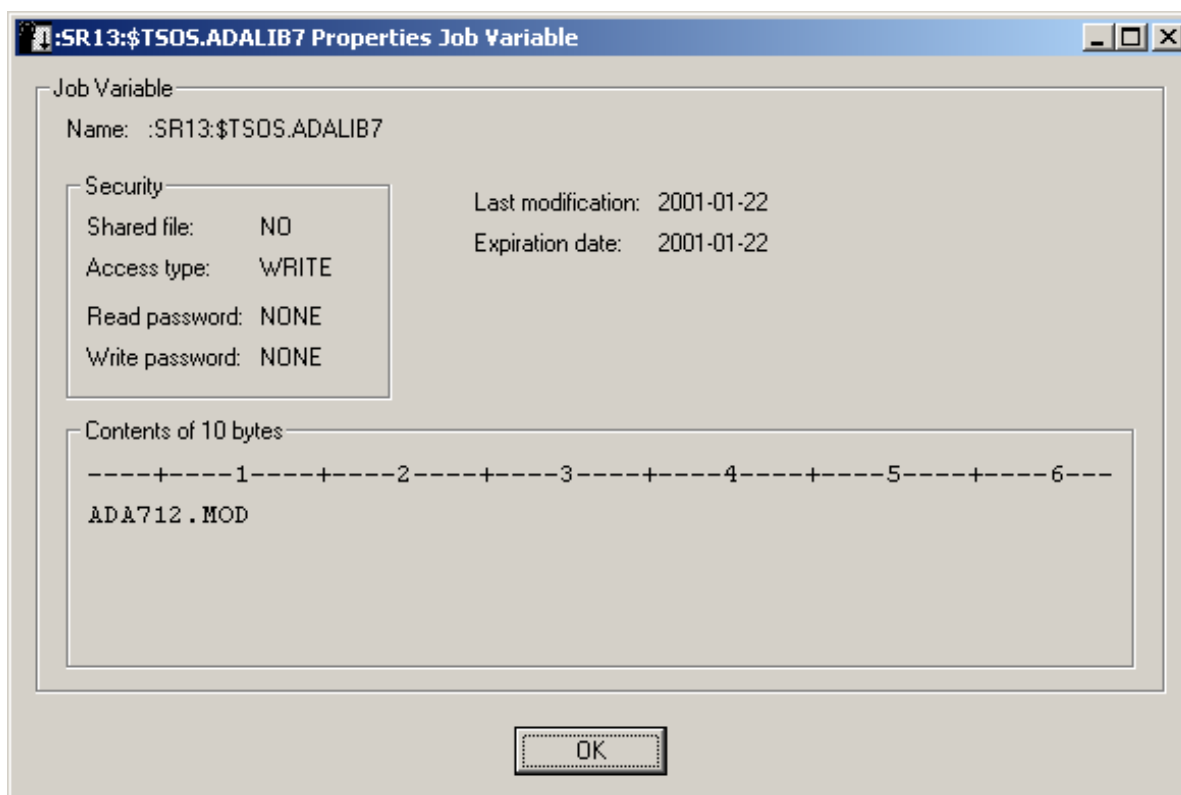 :SR13:$TSOS.ADALIB7 Properties Job Variable
Job Variable
Name: :SR13:$TSOS.ADALIB7
Security
Shared file: NO
Access type: WRITE
Read password: NONE
Write password: NONE
Last modification: 2001-01-22
Expiration date: 2001-01-22
Contents of 10 bytes
----+----1----+----2----+----3----+----4----+----5----+----6---
ADA712.MOD
OK